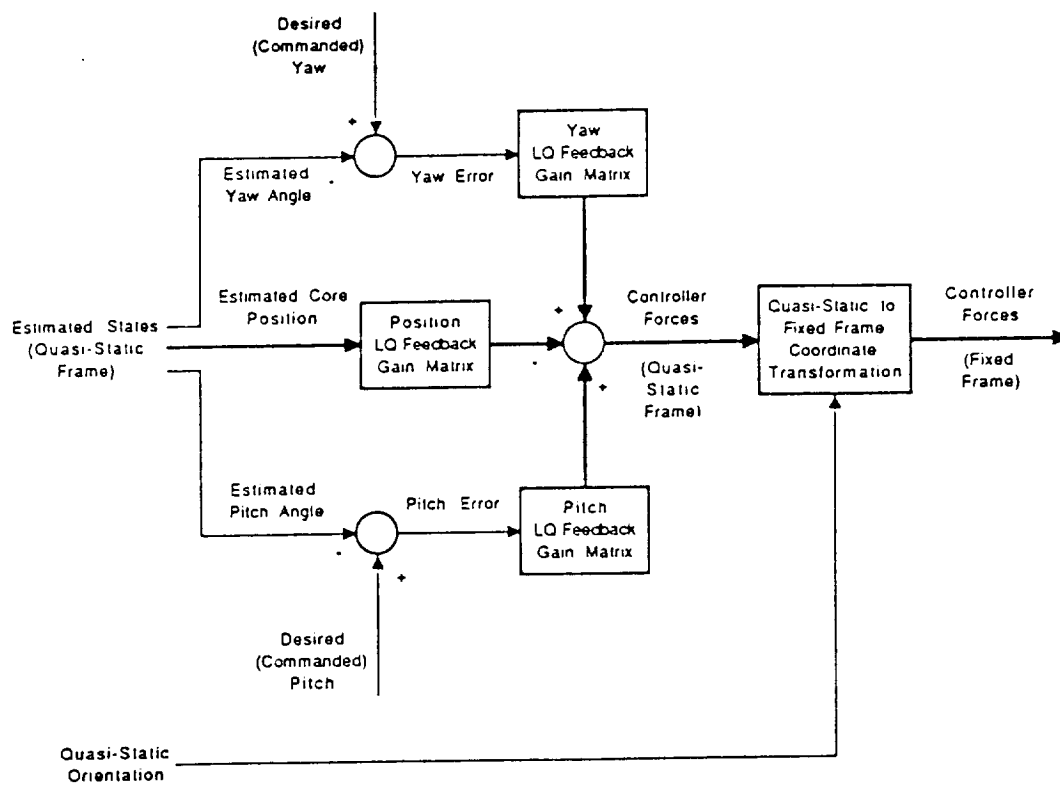 Desired
(Commanded)
Yaw
+
Yaw
LQ Feedback
Gain Matrix
Estimated
Yaw Angle
-
Yaw Error
Estimated States
(Quasi-Static
Frame)
Estimated Core
Position
Position
LQ Feedback
Gain Matrix
+
-
+
Controller
Forces
(Quasi-
Static
Frame)
Quasi-Static to
Fixed Frame
Coordinate
Transformation
Controller
Forces
(Fixed
Frame)
Estimated
Pitch Angle
Pitch Error
Pitch
LQ Feedback
Gain Matrix
-
+
Desired
(Commanded)
Pitch
Quasi-Static
Orientation